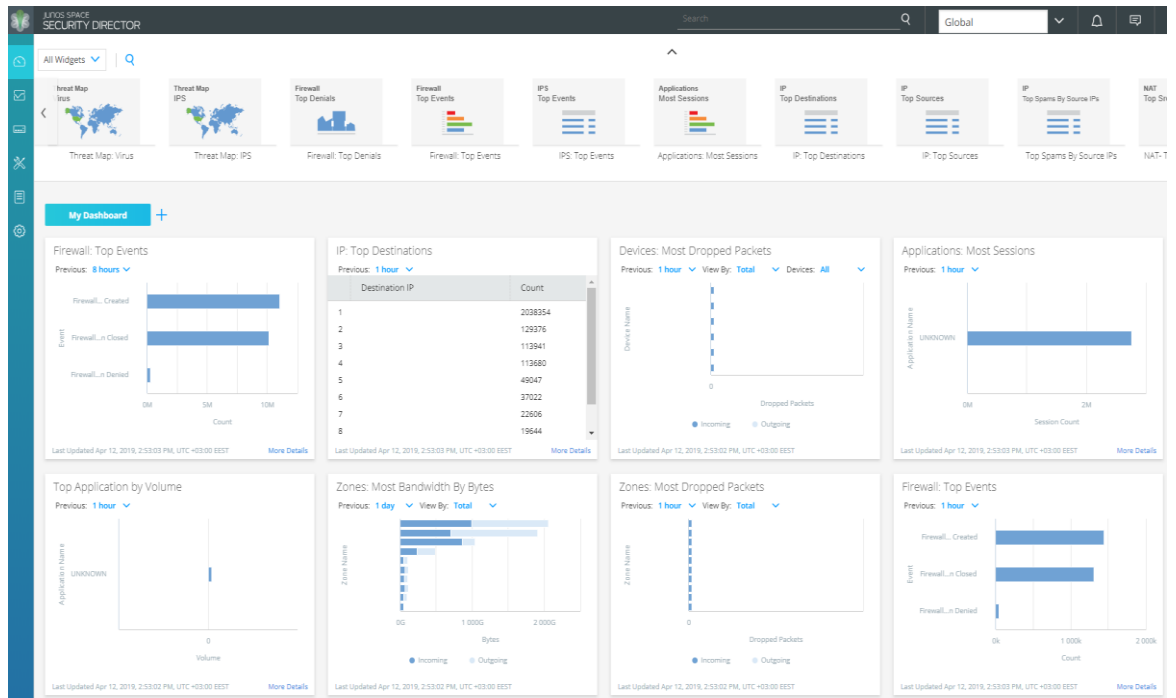 JUNOS SPACE
SECURITY DIRECTOR
Search
Global
All Widgets
Threat Map
IPS
Firewall
Top Denials
Firewall
Top Events
IPS
Top Events
Applications
Most Sessions
IP
Top Destinations
IP
Top Sources
IP
Top Spams By Source IPs
NAT
Threat Map: Virus
Threat Map: IPS
Firewall: Top Denials
Firewall: Top Events
IPS: Top Events
Applications: Most Sessions
IP: Top Destinations
IP: Top Sources
Top Spams By Source IPs
My Dashboard
Firewall: Top Events
Previous: 8 hours
Event
Firewall... Created
Firewall...n Closed
Firewall...n Denied
0M 5M 10M
Count
Last Updated Apr 12, 2019, 2:53:03 PM, UTC +03:00 EEST More Details
IP: Top Destinations
Previous: 1 hour
Destination IP Count
1 2038354
2 129376
3 113941
4 113680
5 49047
6 37022
7 22606
8 19644
Last Updated Apr 12, 2019, 2:53:03 PM, UTC +03:00 EEST More Details
Devices: Most Dropped Packets
Previous: 1 hour View By: Total Devices: All
Device Name
0
Dropped Packets
Incoming Outgoing
Last Updated Apr 12, 2019, 2:53:02 PM, UTC +03:00 EEST
Applications: Most Sessions
Previous: 1 hour
Application Name
UNKNOWN
0M 2M
Session Count
Last Updated Apr 12, 2019, 2:53:03 PM, UTC +03:00 EEST More Details
Top Application by Volume
Previous: 1 hour
Application Name
UNKNOWN
0
Volume
Last Updated Apr 12, 2019, 2:53:02 PM, UTC +03:00 EEST More Details
Zones: Most Bandwidth By Bytes
Previous: 1 day View By: Total
Zone Name
0G 1 000G 2 000G
Bytes
Incoming Outgoing
Last Updated Apr 12, 2019, 2:53:03 PM, UTC +03:00 EEST
Zones: Most Dropped Packets
Previous: 1 hour View By: Total
Zone Name
0
Dropped Packets
Incoming Outgoing
Last Updated Apr 12, 2019, 2:53:02 PM, UTC +03:00 EEST
Firewall: Top Events
Previous: 1 hour
Event
Firewall... Created
Firewall...n Closed
Firewall...n Denied
0k 1 000k 2 000k
Count
Last Updated Apr 12, 2019, 2:53:03 PM, UTC +03:00 EEST More Details